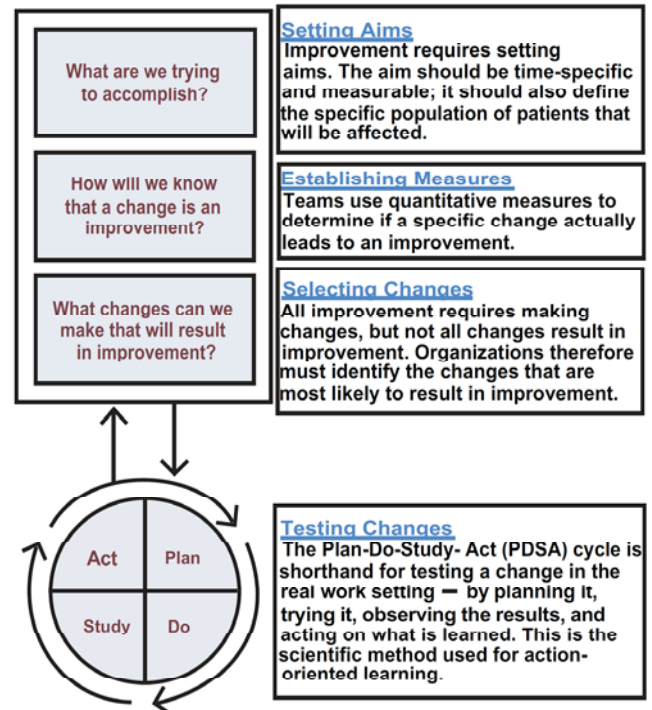 What are we trying
to accomplish?
Setting Aims
Improvement requires setting
aims. The aim should be time-specific
and measurable; it should also define
the specific population of patients that
will be affected.
How will we know
that a change is an
improvement?
Establishing Measures
Teams use quantitative measures to
determine if a specific change actually
leads to an improvement.
What changes can we
make that will result
in improvement?
Selecting Changes
All improvement requires making
changes, but not all changes result in
improvement. Organizations therefore
must identify the changes that are
most likely to result in improvement.
Act
Plan
Study
Do
Testing Changes
The Plan-Do-Study- Act (PDSA) cycle is
shorthand for testing a change in the
real work setting — by planning it,
trying it, observing the results, and
acting on what is learned. This is the
scientific method used for action-
oriented learning.